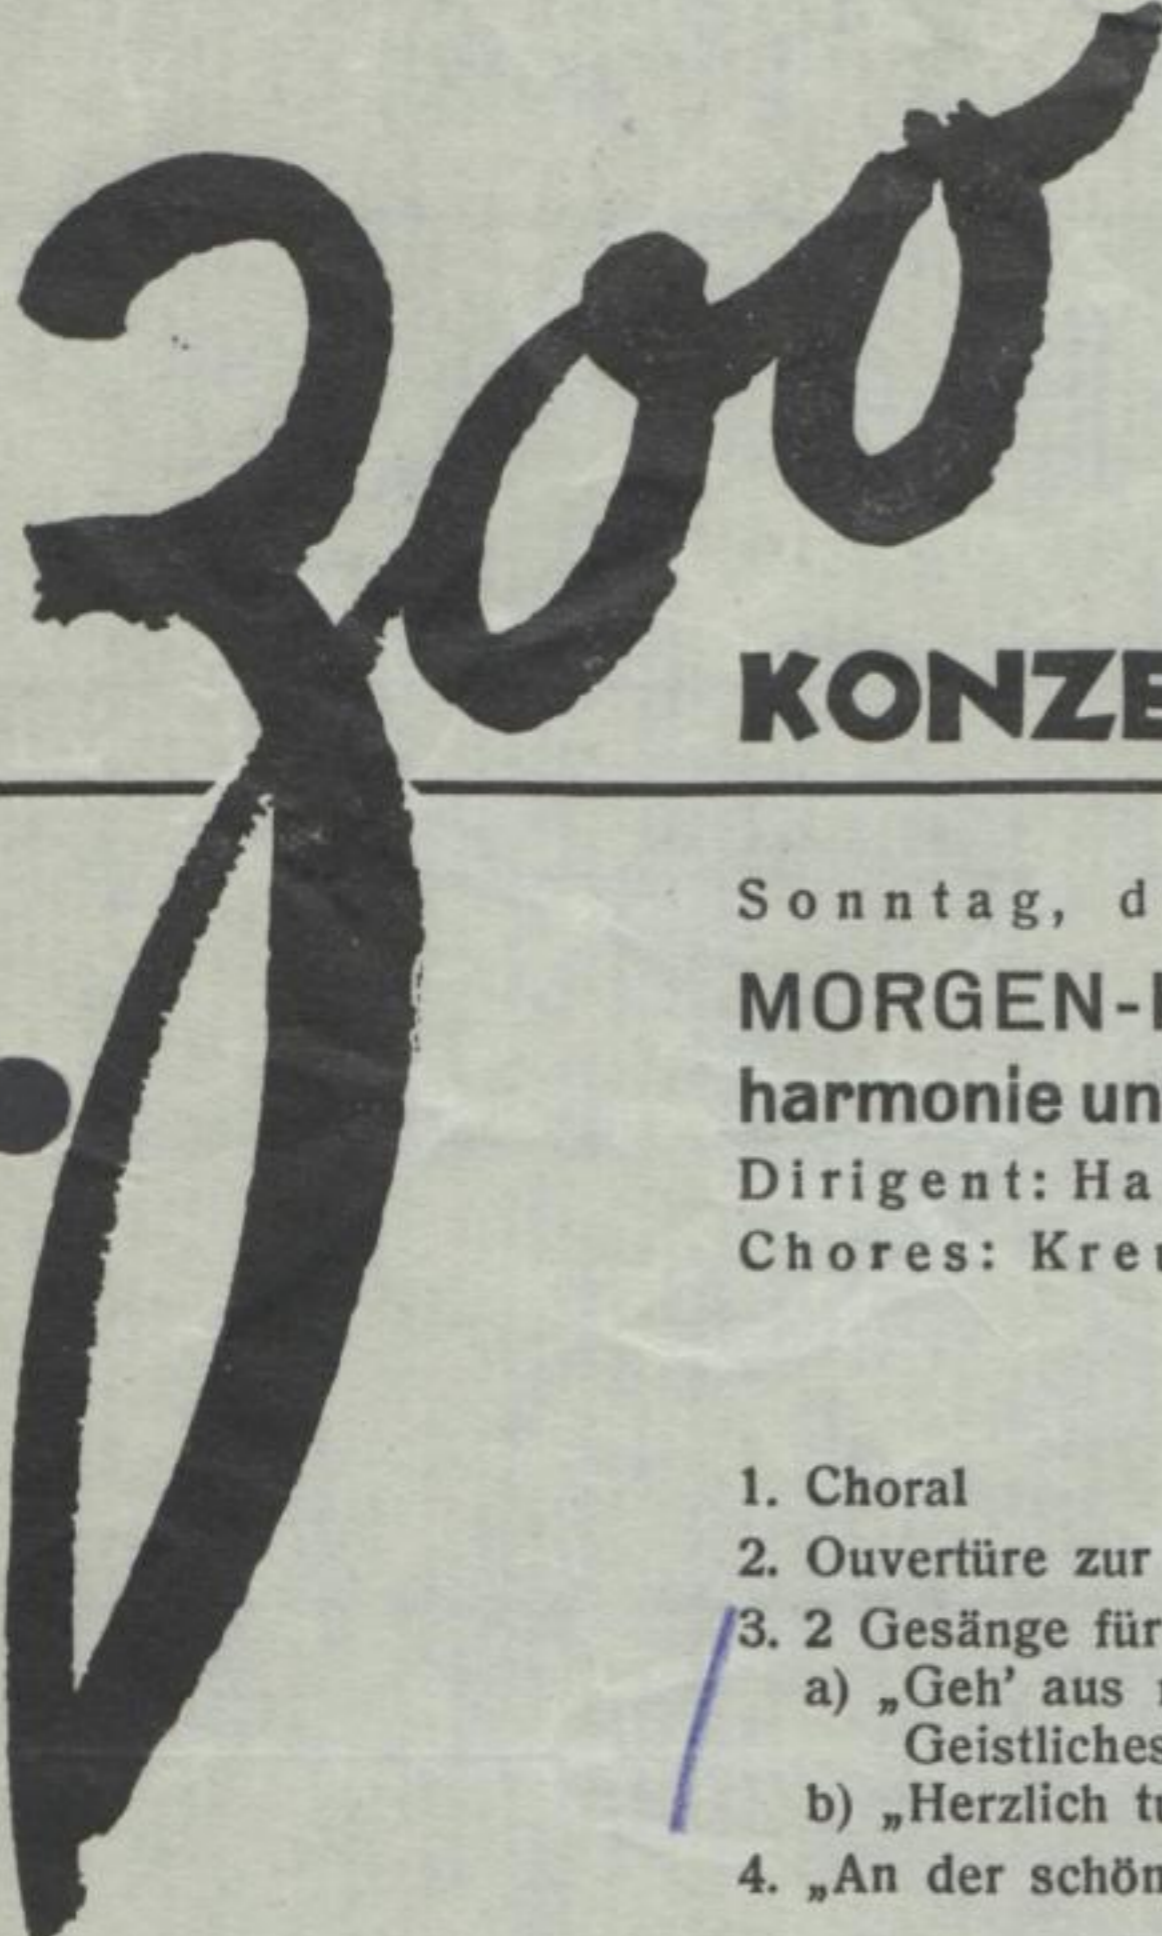 Zoo
KONZE
Sonntag, d
MORGEN-
harmonie un
Dirigent: Ha
Chores: Kre
1. Choral
2. Ouvertüre zur
3. 2 Gesänge für
a) „Geh’ aus
Geistliches
b) „Herzlich t
4. „An der schön